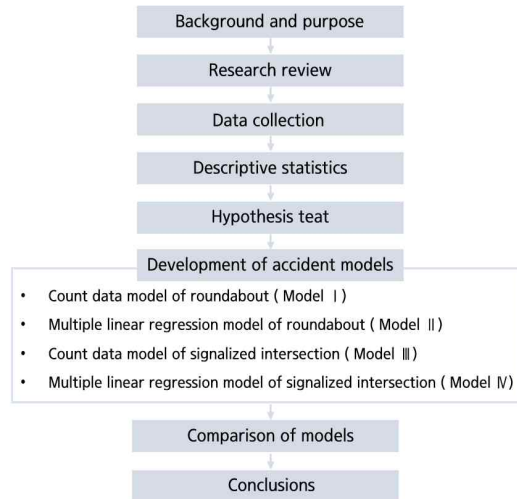 Background and purpose
Research review
Data collection
Descriptive statistics
Hypothesis teat
Development of accident models
• Count data model of roundabout ( Model Ⅰ )
• Multiple linear regression model of roundabout ( Model Ⅱ )
• Count data model of signalized intersection ( Model Ⅲ )
• Multiple linear regression model of signalized intersection ( Model Ⅳ )
Comparison of models
Conclusions